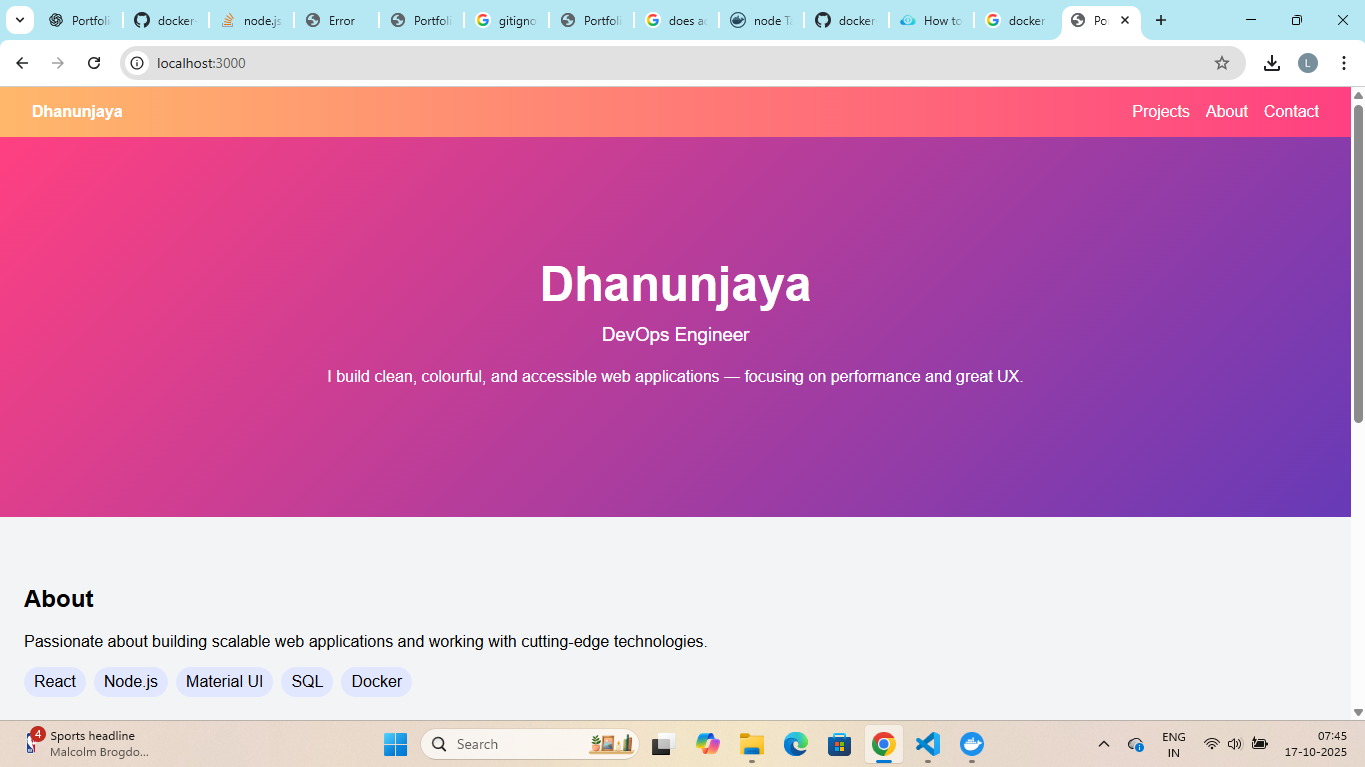 Portfoli
docker-
node.js
Error
Portfoli
gitigno
Portfoli
does ad
node Ta
docker-
How to
docker
Po
localhost:3000
L
Dhanunjaya
Projects About Contact
Dhanunjaya
DevOps Engineer
I build clean, colourful, and accessible web applications — focusing on performance and great UX.
About
Passionate about building scalable web applications and working with cutting-edge technologies.
React Node.js Material UI SQL Docker
4
Sports headline
Malcolm Brogdo...
Search
ENG
IN
07:45
17-10-2025